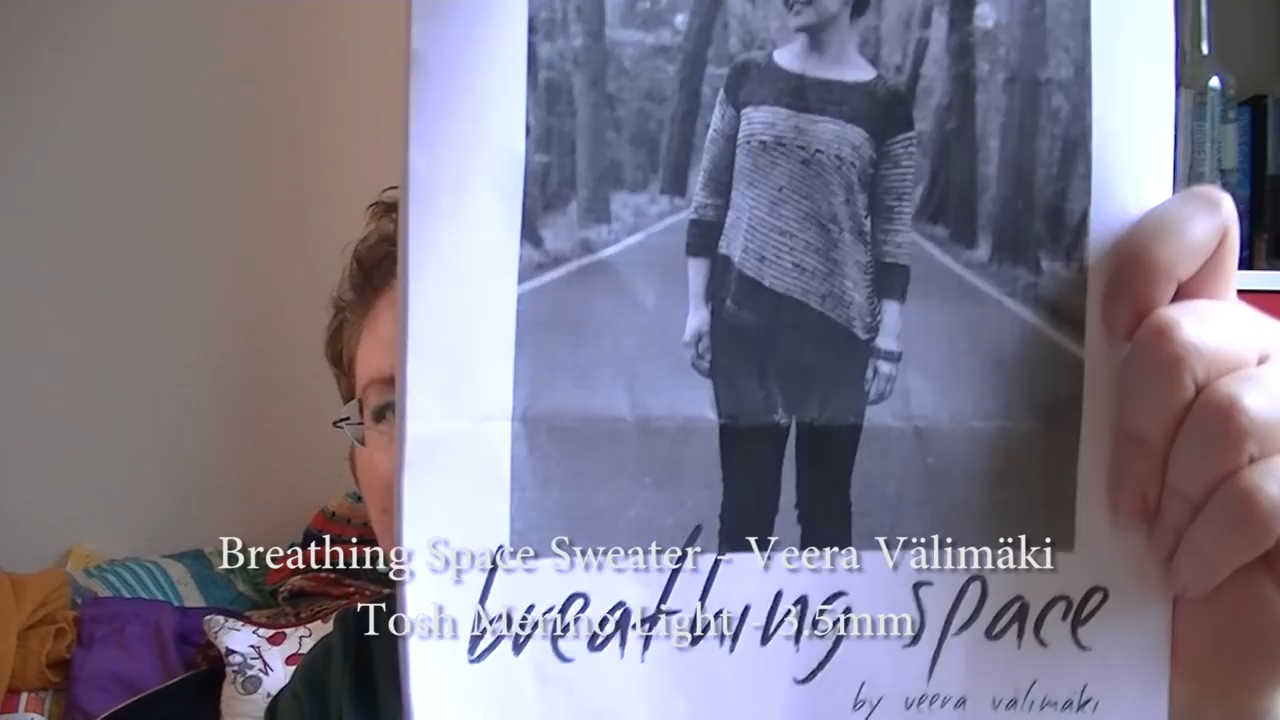 Breathing Space Sweater - Veera Välimäki
Tosh Merino Light - 3.5mm
breathing space
by veera välimäki